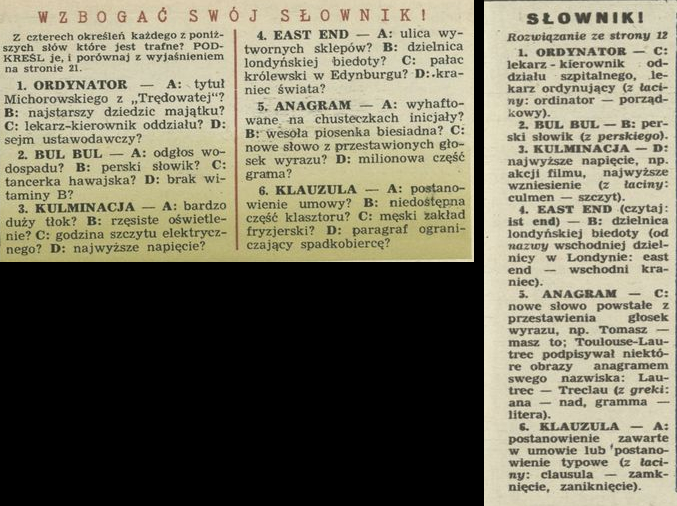 WZBOGAĆ SWÓJ SŁOWNIK!
Z czterech określeń każdego z poniż-
szych słów które jest trafne? POD-
KREŚL je, i porównaj z wyjaśnieniem
na stronie 21.
1. ORDYNATOR — A: tytuł
Michorowskiego z „Trędowatej"?
B: najstarszy dziedzic majątku?
C: lekarz-kierownik oddziału? D:
sejm ustawodawczy?
2. BUL BUL — A: odgłos wo-
dospadu? B: perski słowik? C:
tancerka hawajska? D: brak wi-
taminy B?
3. KULMINACJA — A: bardzo
duży tłok? B: rzęsiste oświetle-
nie? C: godzina szczytu elektrycz-
nego? D: najwyższe napięcie?
4. EAST END — A: ulica wy-
twornych sklepów? B: dzielnica
londyńskiej biedoty? C: pałac
królewski w Edynburgu? D: kra-
niec świata?
5. ANAGRAM — A: wyhafto-
wane na chusteczkach inicjały?
B: wesoła piosenka biesiadna? C:
nowe słowo z przestawionych gło-
sek wyrazu? D: milionowa część
grama?
6. KLAUZULA — A: postano-
wienie umowy? B: niedostępna
część klasztoru? C: męski zakład
fryzjerski? D: paragraf ograni-
czający spadkobiercę?
SŁOWNIK!
Rozwiązanie ze strony 12
1. ORDYNATOR — C:
lekarz - kierownik od-
działu szpitalnego, le-
karz ordynujący (z łaci-
ny: ordinator — porząd-
kowy).
2. BUL BUL — B: per-
ski słowik (z perskiego).
3. KULMINACJA — D:
najwyższe napięcie, np.
akcji filmu, najwyższe
wzniesienie (z łaciny:
culmen — szczyt).
4. EAST END (czytaj:
ist end) — B: dzielnica
londyńskiej biedoty (od
nazwy wschodniej dziel-
nicy w Londynie: east
end — wschodni kra-
niec).
5. ANAGRAM — C:
nowe słowo powstałe z
przestawienia głosek
wyrazu, np. Tomasz —
masz to; Toulouse-Lau-
trec podpisywał niektó-
re obrazy anagramem
swego nazwiska: Lau-
trec — Treclau (z greki:
ana — nad, gramma —
litera).
6. KLAUZULA — A:
postanowienie zawarte
w umowie lub postano-
wienie typowe (z łaci-
ny: clausula — zamk-
nięcie, zaniknięcie).